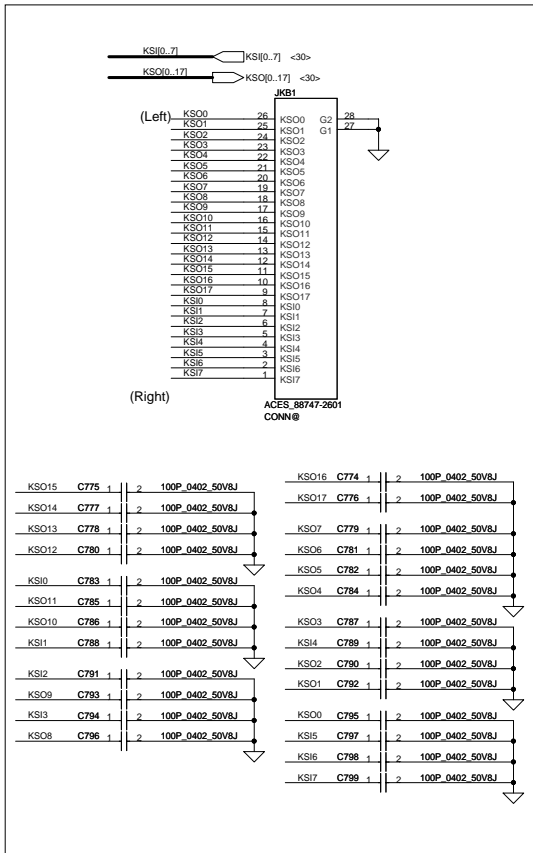 KSI[0..7] KSI[0..7] <30>
KSO[0..17] KSO[0..17] <30>
JKB1
(Left) KSO0 26 KSO0 G2 28
KSO1 25 KSO1 G1 27
KSO2 24 KSO2
KSO3 23 KSO3
KSO4 22 KSO4
KSO5 21 KSO5
KSO6 20 KSO6
KSO7 19 KSO7
KSO8 18 KSO8
KSO9 17 KSO9
KSO10 16 KSO10
KSO11 15 KSO11
KSO12 14 KSO12
KSO13 13 KSO13
KSO14 12 KSO14
KSO15 11 KSO15
KSO16 10 KSO16
KSO17 9 KSO17
KSI0 8 KSI0
KSI1 7 KSI1
KSI2 6 KSI2
KSI3 5 KSI3
KSI4 4 KSI4
KSI5 3 KSI5
KSI6 2 KSI6
KSI7 1 KSI7
(Right)
ACES_88747-2601
CONN@
KSO15 C775 1 2 100P_0402_50V8J
KSO14 C777 1 2 100P_0402_50V8J
KSO13 C778 1 2 100P_0402_50V8J
KSO12 C780 1 2 100P_0402_50V8J
KSI0 C783 1 2 100P_0402_50V8J
KSO11 C785 1 2 100P_0402_50V8J
KSO10 C786 1 2 100P_0402_50V8J
KSI1 C788 1 2 100P_0402_50V8J
KSI2 C791 1 2 100P_0402_50V8J
KSO9 C793 1 2 100P_0402_50V8J
KSI3 C794 1 2 100P_0402_50V8J
KSO8 C796 1 2 100P_0402_50V8J
KSO16 C774 1 2 100P_0402_50V8J
KSO17 C776 1 2 100P_0402_50V8J
KSO7 C779 1 2 100P_0402_50V8J
KSO6 C781 1 2 100P_0402_50V8J
KSO5 C782 1 2 100P_0402_50V8J
KSO4 C784 1 2 100P_0402_50V8J
KSO3 C787 1 2 100P_0402_50V8J
KSI4 C789 1 2 100P_0402_50V8J
KSO2 C790 1 2 100P_0402_50V8J
KSO1 C792 1 2 100P_0402_50V8J
KSO0 C795 1 2 100P_0402_50V8J
KSI5 C797 1 2 100P_0402_50V8J
KSI6 C798 1 2 100P_0402_50V8J
KSI7 C799 1 2 100P_0402_50V8J